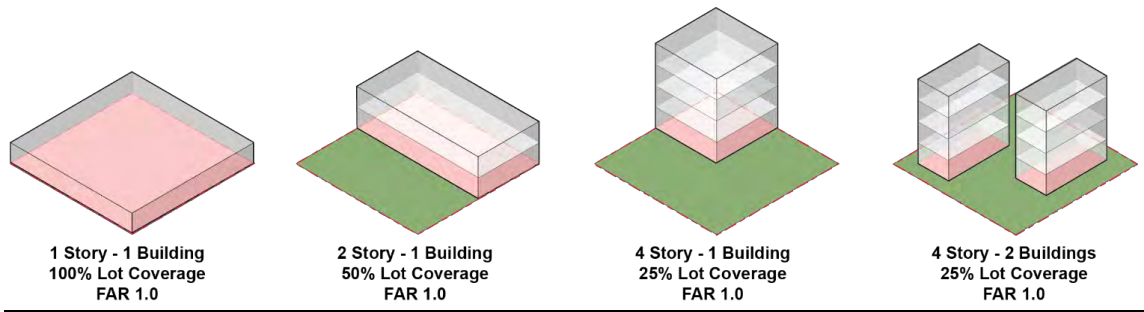 1 Story - 1 Building
100% Lot Coverage
FAR 1.0
2 Story - 1 Building
50% Lot Coverage
FAR 1.0
4 Story - 1 Building
25% Lot Coverage
FAR 1.0
4 Story - 2 Buildings
25% Lot Coverage
FAR 1.0